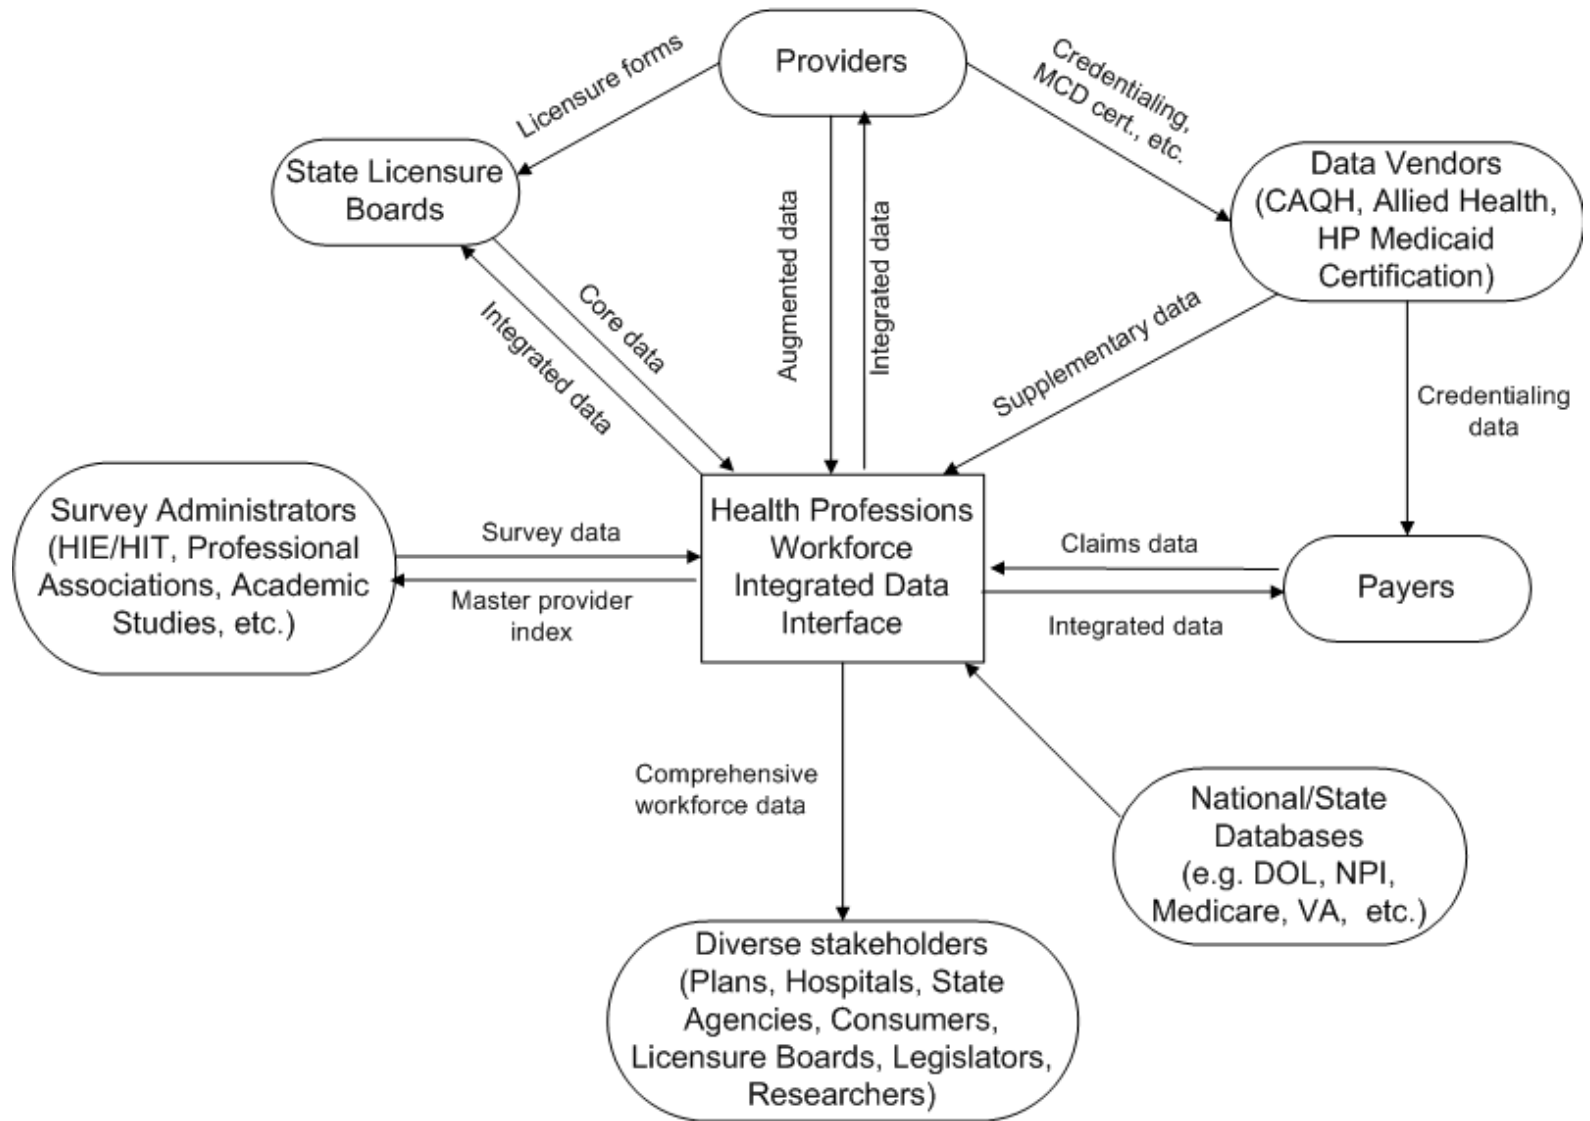 Providers
Licensure forms
Credentialing,
MCD cert., etc.
State Licensure
Boards
Data Vendors
(CAQH, Allied Health,
HP Medicaid
Certification)
Augmented data
Integrated data
Core data
Integrated data
Supplementary data
Credentialing
data
Survey Administrators
(HIE/HIT, Professional
Associations, Academic
Studies, etc.)
Survey data
Master provider
index
Health Professions
Workforce
Integrated Data
Interface
Claims data
Integrated data
Payers
Comprehensive
workforce data
National/State
Databases
(e.g. DOL, NPI,
Medicare, VA,  etc.)
Diverse stakeholders
(Plans, Hospitals, State
Agencies, Consumers,
Licensure Boards, Legislators,
Researchers)